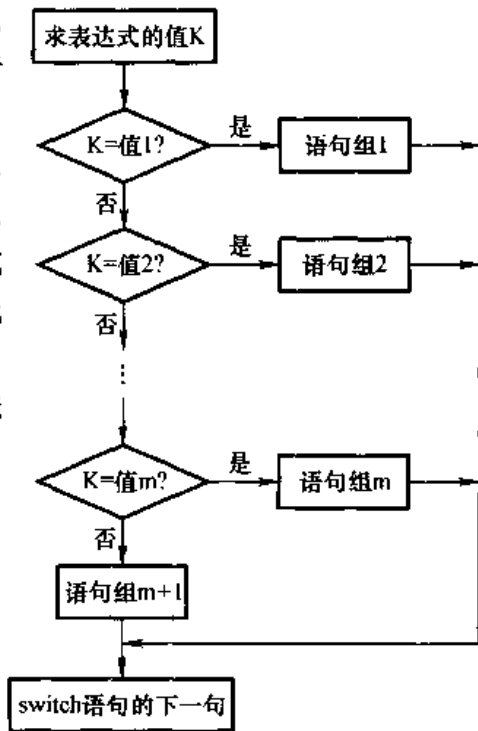 求表达式的值K
K=值1?
是
语句组1
否
K=值2?
是
语句组2
否
⋮
K=值m?
是
语句组m
否
语句组m+1
switch语句的下一句